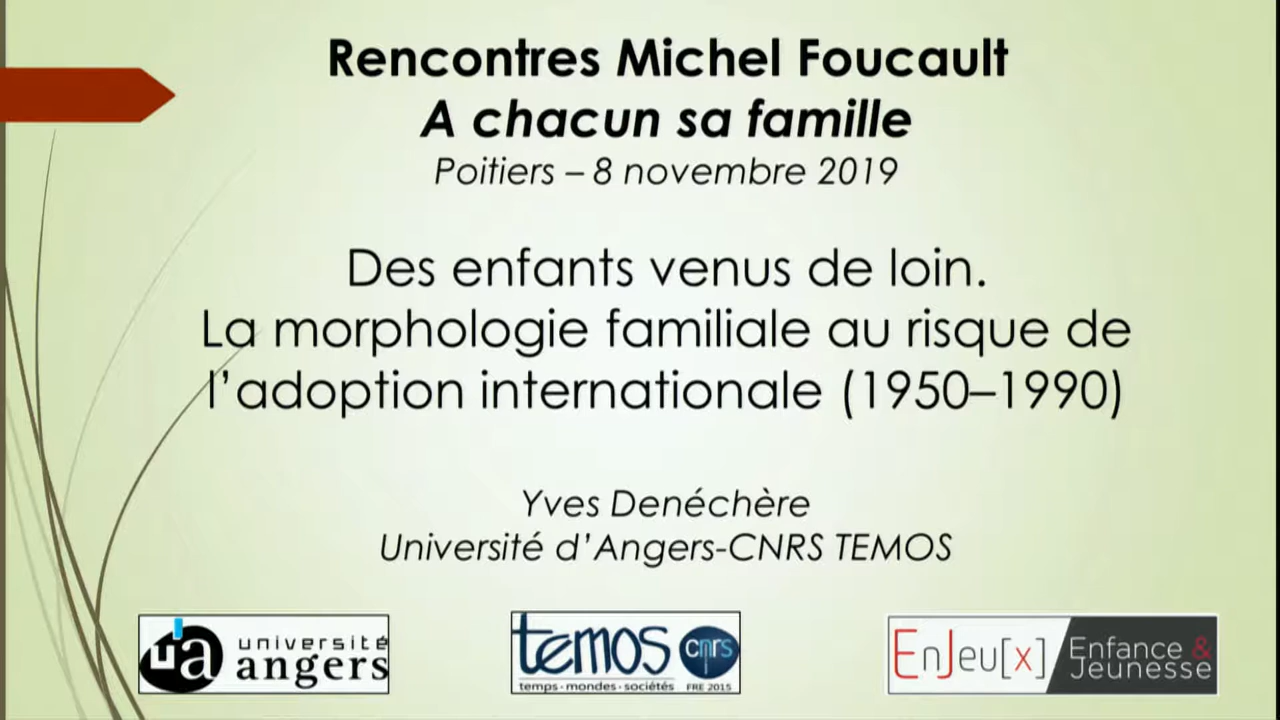 Rencontres Michel Foucault
A chacun sa famille
Poitiers – 8 novembre 2019
Des enfants venus de loin.
La morphologie familiale au risque de
l’adoption internationale (1950–1990)
Yves Denéchère
Université d’Angers-CNRS TEMOS
ua université angers
temos cnrs
temps - mondes - sociétés FRE 2015
EnJeu[x] Enfance & Jeunesse